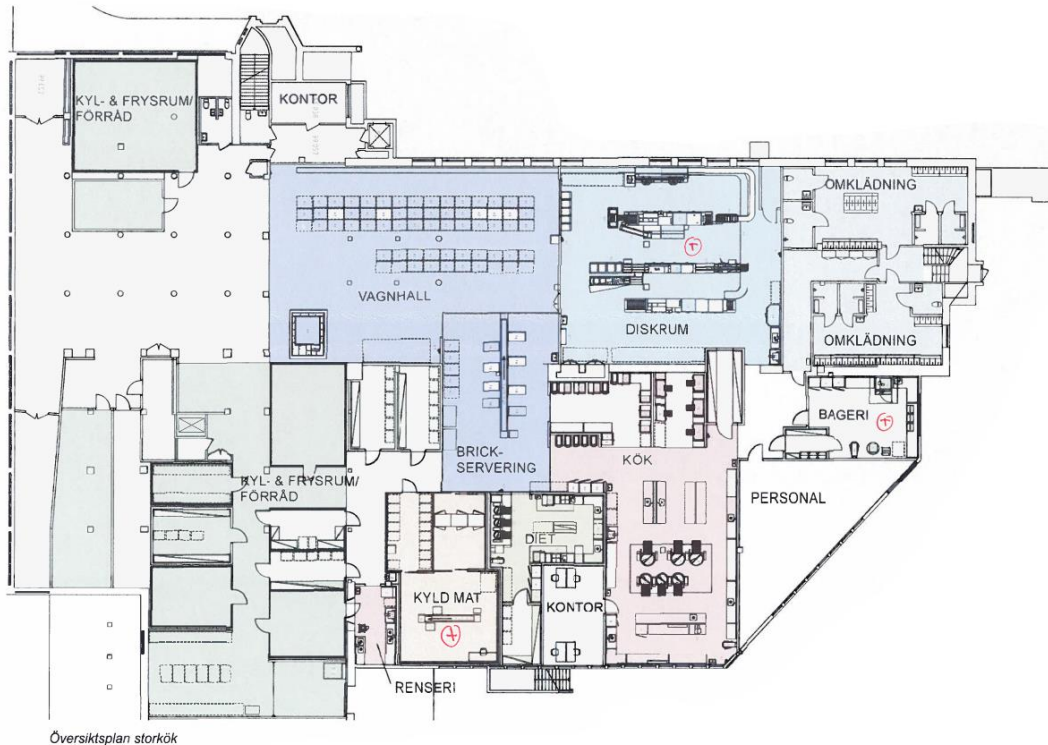 KYL- & FRYSRUM/
FÖRRÅD
KONTOR
OMKLÄDNING
VAGNHALL
DISKRUM
OMKLÄDNING
BAGERI
BRICK-
SERVERING
KÖK
KYL- & FRYSRUM/
FÖRRÅD
PERSONAL
DIET
KYLD MAT
KONTOR
RENSERI
Översiktsplan storkök